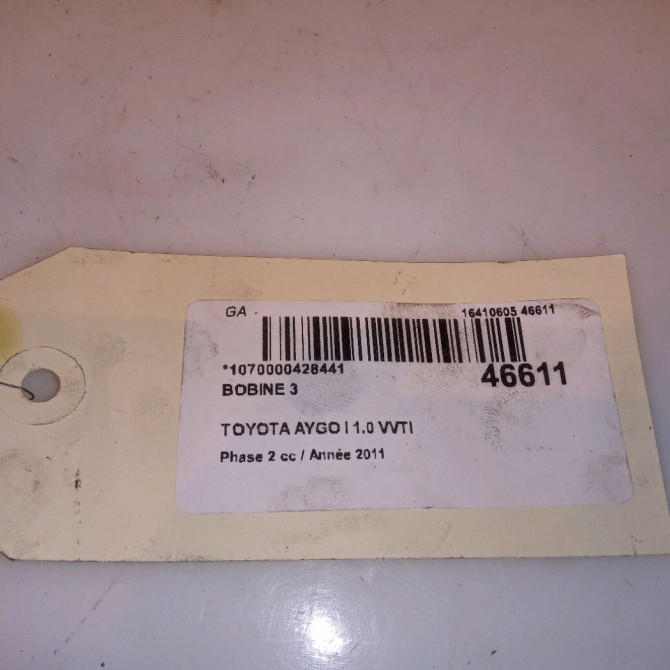 GA
16410605 46611
*1070000428441
46611
BOBINE 3
TOYOTA AYGO I 1.0 VVTI
Phase 2 cc / Année 2011